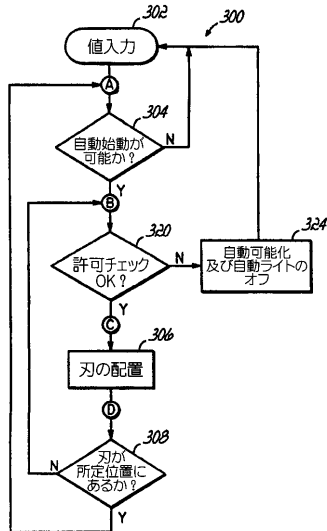 302
300
値入力
A
304
自動始動が
可能か？
N
Y
B
320
324
許可チェック
OK？
N
自動可能化
及び自動ライトの
オフ
Y
C
306
刃の配置
D
308
刃が
所定位置に
あるか？
N
Y